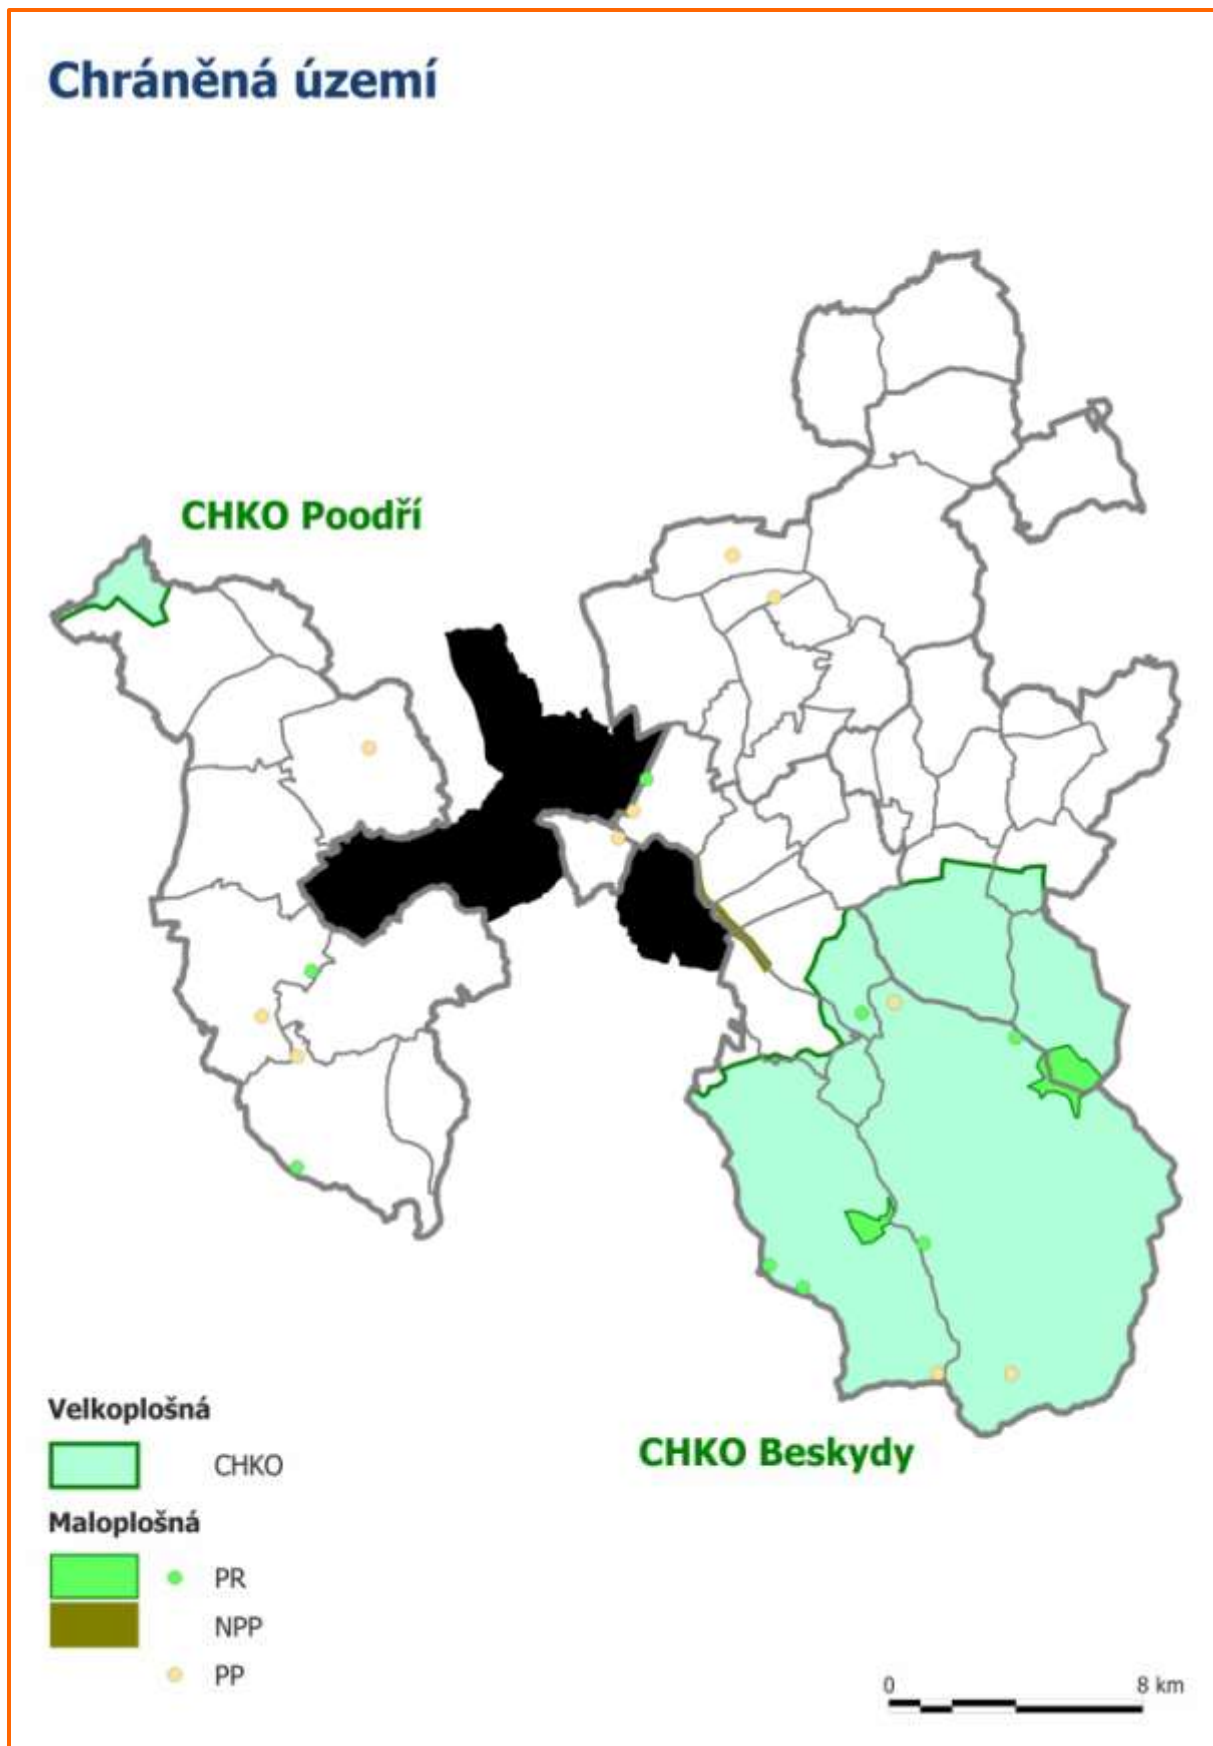 Chráněná území
CHKO Poodří
CHKO Beskydy
Velkoplošná
CHKO
Maloplošná
PR
NPP
PP
0 8 km